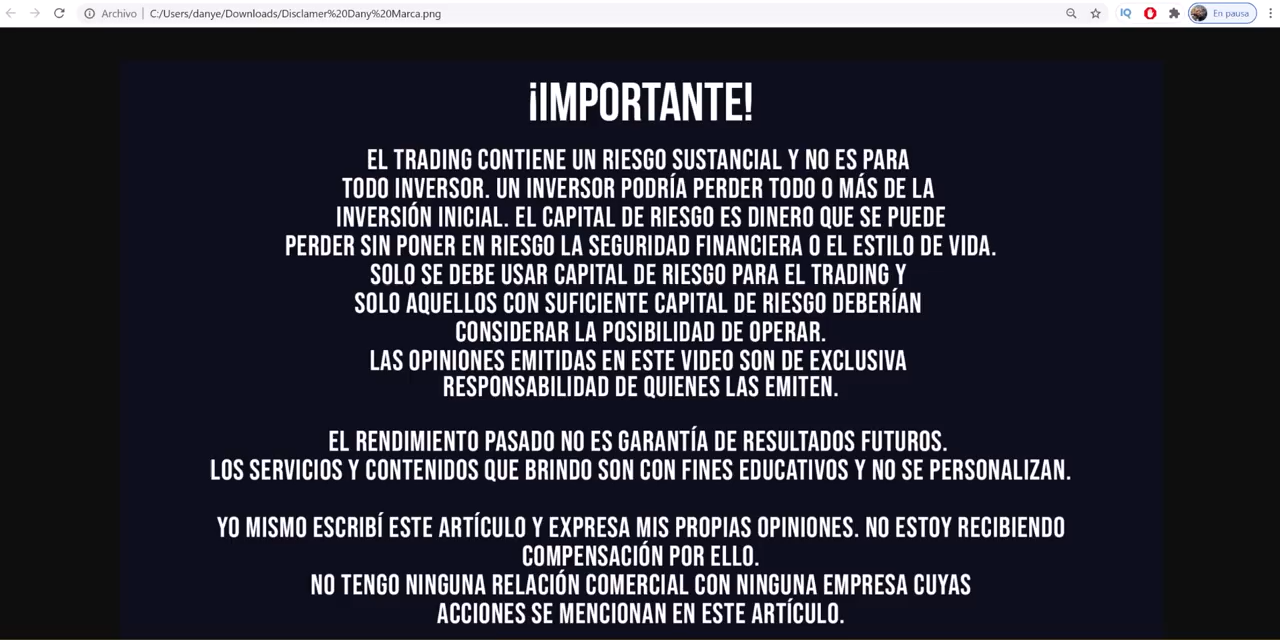 Archivo
C:/Users/danye/Downloads/Disclamer%20Dany%20Marca.png
IQ
En pausa
¡IMPORTANTE!
EL TRADING CONTIENE UN RIESGO SUSTANCIAL Y NO ES PARA
TODO INVERSOR. UN INVERSOR PODRÍA PERDER TODO O MÁS DE LA
INVERSIÓN INICIAL. EL CAPITAL DE RIESGO ES DINERO QUE SE PUEDE
PERDER SIN PONER EN RIESGO LA SEGURIDAD FINANCIERA O EL ESTILO DE VIDA.
SOLO SE DEBE USAR CAPITAL DE RIESGO PARA EL TRADING Y
SOLO AQUELLOS CON SUFICIENTE CAPITAL DE RIESGO DEBERÍAN
CONSIDERAR LA POSIBILIDAD DE OPERAR.
LAS OPINIONES EMITIDAS EN ESTE VIDEO SON DE EXCLUSIVA
RESPONSABILIDAD DE QUIENES LAS EMITEN.
EL RENDIMIENTO PASADO NO ES GARANTÍA DE RESULTADOS FUTUROS.
LOS SERVICIOS Y CONTENIDOS QUE BRINDO SON CON FINES EDUCATIVOS Y NO SE PERSONALIZAN.
YO MISMO ESCRIBÍ ESTE ARTÍCULO Y EXPRESA MIS PROPIAS OPINIONES. NO ESTOY RECIBIENDO
COMPENSACIÓN POR ELLO.
NO TENGO NINGUNA RELACIÓN COMERCIAL CON NINGUNA EMPRESA CUYAS
ACCIONES SE MENCIONAN EN ESTE ARTÍCULO.